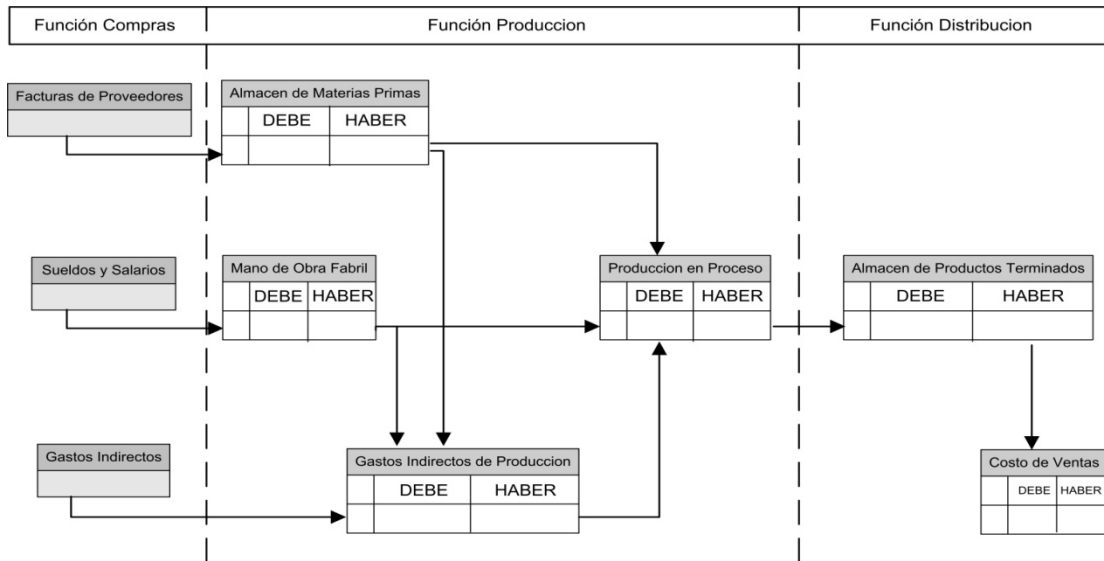 Función Compras
Función Produccion
Función Distribucion
Facturas de Proveedores
Almacen de Materias Primas
DEBE HABER
Sueldos y Salarios
Mano de Obra Fabril
DEBE HABER
Produccion en Proceso
DEBE HABER
Almacen de Productos Terminados
DEBE HABER
Gastos Indirectos
Gastos Indirectos de Produccion
DEBE HABER
Costo de Ventas
DEBE HABER